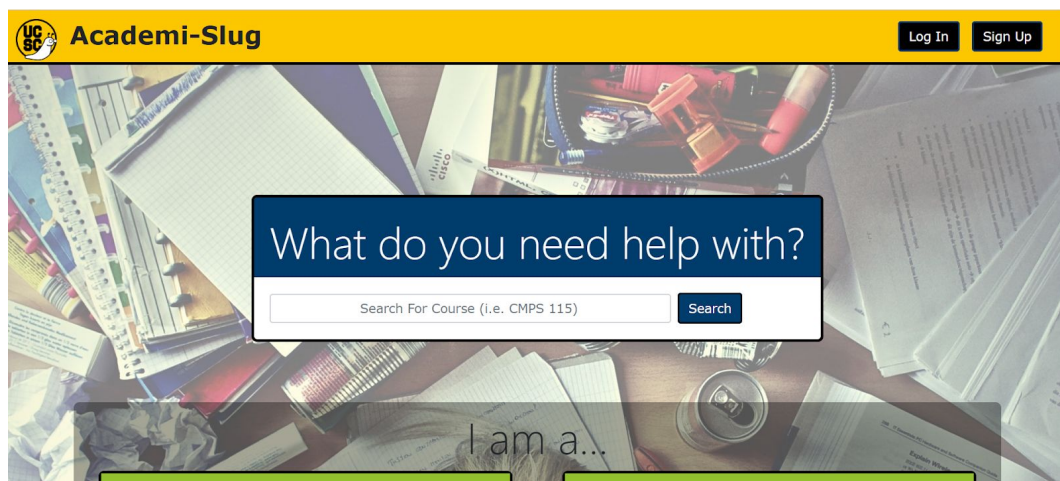 UC
SC
Academi-Slug
Log In
Sign Up
CISCO
What do you need help with?
Search For Course (i.e. CMPS 115)
Search
I am a...